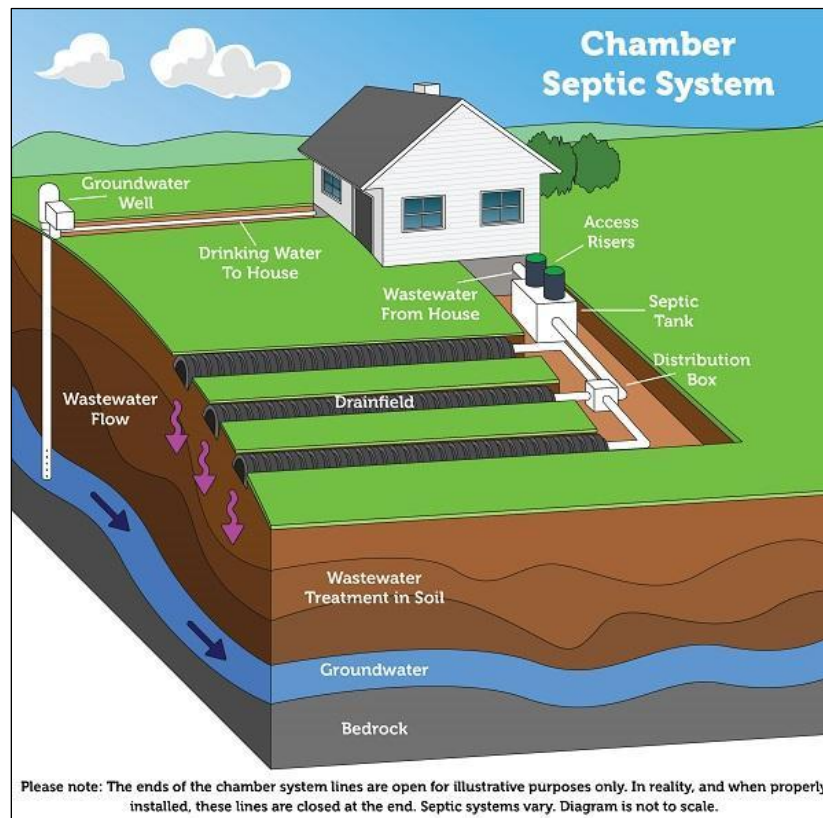 Chamber
Septic System
Groundwater
Well
Drinking Water
To House
Access
Risers
Wastewater
From House
Septic
Tank
Distribution
Box
Wastewater
Flow
Drainfield
Wastewater
Treatment in Soil
Groundwater
Bedrock
Please note: The ends of the chamber system lines are open for illustrative purposes only. In reality, and when properly
installed, these lines are closed at the end. Septic systems vary. Diagram is not to scale.